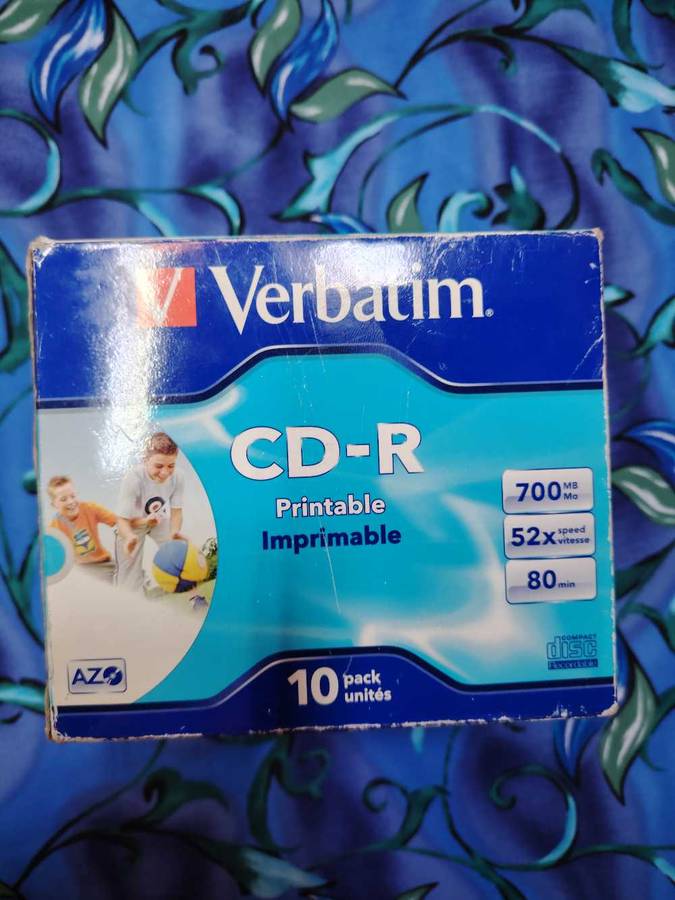 Verbatim®
CD-R
Printable
Imprimable
700 MB
Mo
52x speed
vitesse
80 min
AZO
COMPACT
disc
Recordable
10 pack
unités